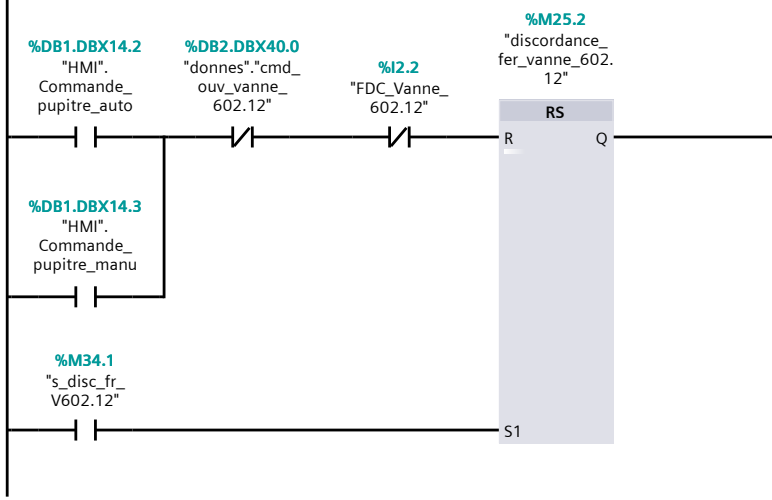 %M25.2
"discordance_
fer_vanne_602.
12"
%DB1.DBX14.2
"HMI".
Commande_
pupitre_auto
%DB2.DBX40.0
"donnes"."cmd_
ouv_vanne_
602.12"
%I2.2
"FDC_Vanne_
602.12"
RS
R
Q
%DB1.DBX14.3
"HMI".
Commande_
pupitre_manu
%M34.1
"s_disc_fr_
V602.12"
S1